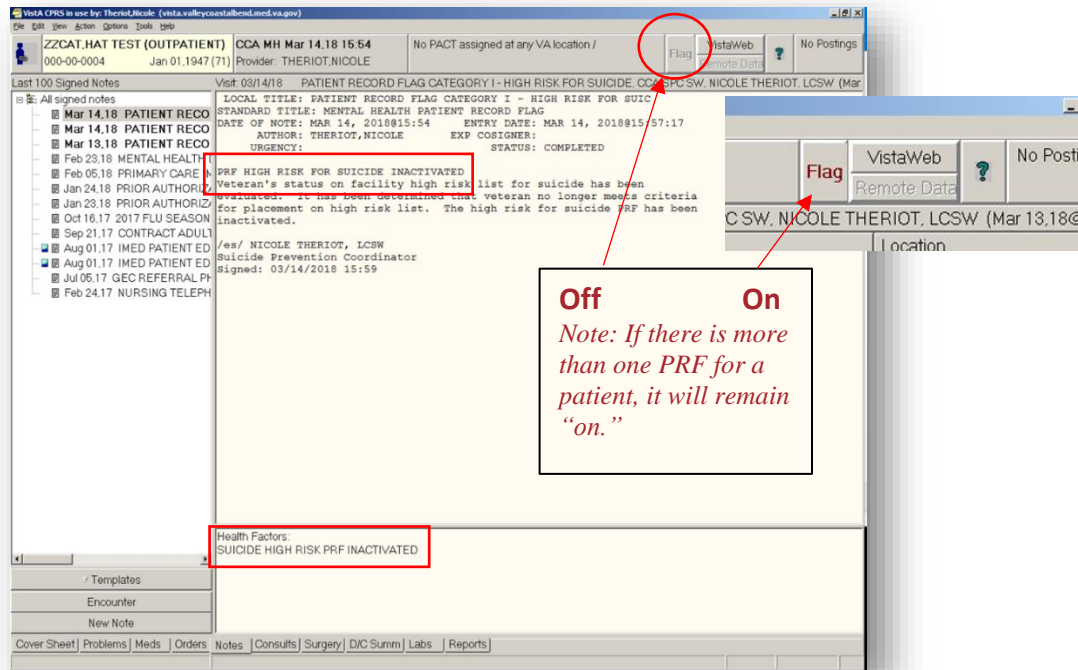 VistA CPRS in use by: Theriot,Nicole (vista.valleycoastalbend.med.va.gov)
File Edit View Action Options Tools Help
ZZCAT,HAT TEST (OUTPATIENT)
000-00-0004 Jan 01,1947 (71)
CCA MH Mar 14,18 15:54
Provider: THERIOT,NICOLE
No PACT assigned at any VA location /
Flag
VistaWeb
Remote Data
?
No Postings
Last 100 Signed Notes
Visit: 03/14/18 PATIENT RECORD FLAG CATEGORY I - HIGH RISK FOR SUICIDE, CCA SPC SW, NICOLE THERIOT, LCSW (Mar
All signed notes
Mar 14,18 PATIENT RECO
Mar 14,18 PATIENT RECO
Mar 13,18 PATIENT RECO
Feb 23,18 MENTAL HEALTH
Feb 05,18 PRIMARY CARE
Jan 24,18 PRIOR AUTHORIZ
Jan 23,18 PRIOR AUTHORIZ
Oct 16,17 2017 FLU SEASON
Sep 21,17 CONTRACT ADULT
Aug 01,17 IMED PATIENT ED
Aug 01,17 IMED PATIENT ED
Jul 05,17 GEC REFERRAL PH
Feb 24,17 NURSING TELEPH
LOCAL TITLE: PATIENT RECORD FLAG CATEGORY I - HIGH RISK FOR SUIC
STANDARD TITLE: MENTAL HEALTH PATIENT RECORD FLAG
DATE OF NOTE: MAR 14, 2018@15:54 ENTRY DATE: MAR 14, 2018@15:57:17
AUTHOR: THERIOT,NICOLE EXP COSIGNER:
URGENCY: STATUS: COMPLETED
PRF HIGH RISK FOR SUICIDE INACTIVATED
Veteran's status on facility high risk list for suicide has been
evaluated. It has been determined that veteran no longer meets criteria
for placement on high risk list. The high risk for suicide PRF has been
inactivated.
/es/ NICOLE THERIOT, LCSW
Suicide Prevention Coordinator
Signed: 03/14/2018 15:59
Flag
VistaWeb
Remote Data
?
No Posti
PC SW, NICOLE THERIOT, LCSW (Mar 13,18@
Location
Off On
Note: If there is more
than one PRF for a
patient, it will remain
“on.”
Health Factors:
SUICIDE HIGH RISK PRF INACTIVATED
/ Templates
Encounter
New Note
Cover Sheet Problems Meds Orders Notes Consults Surgery D/C Summ Labs Reports